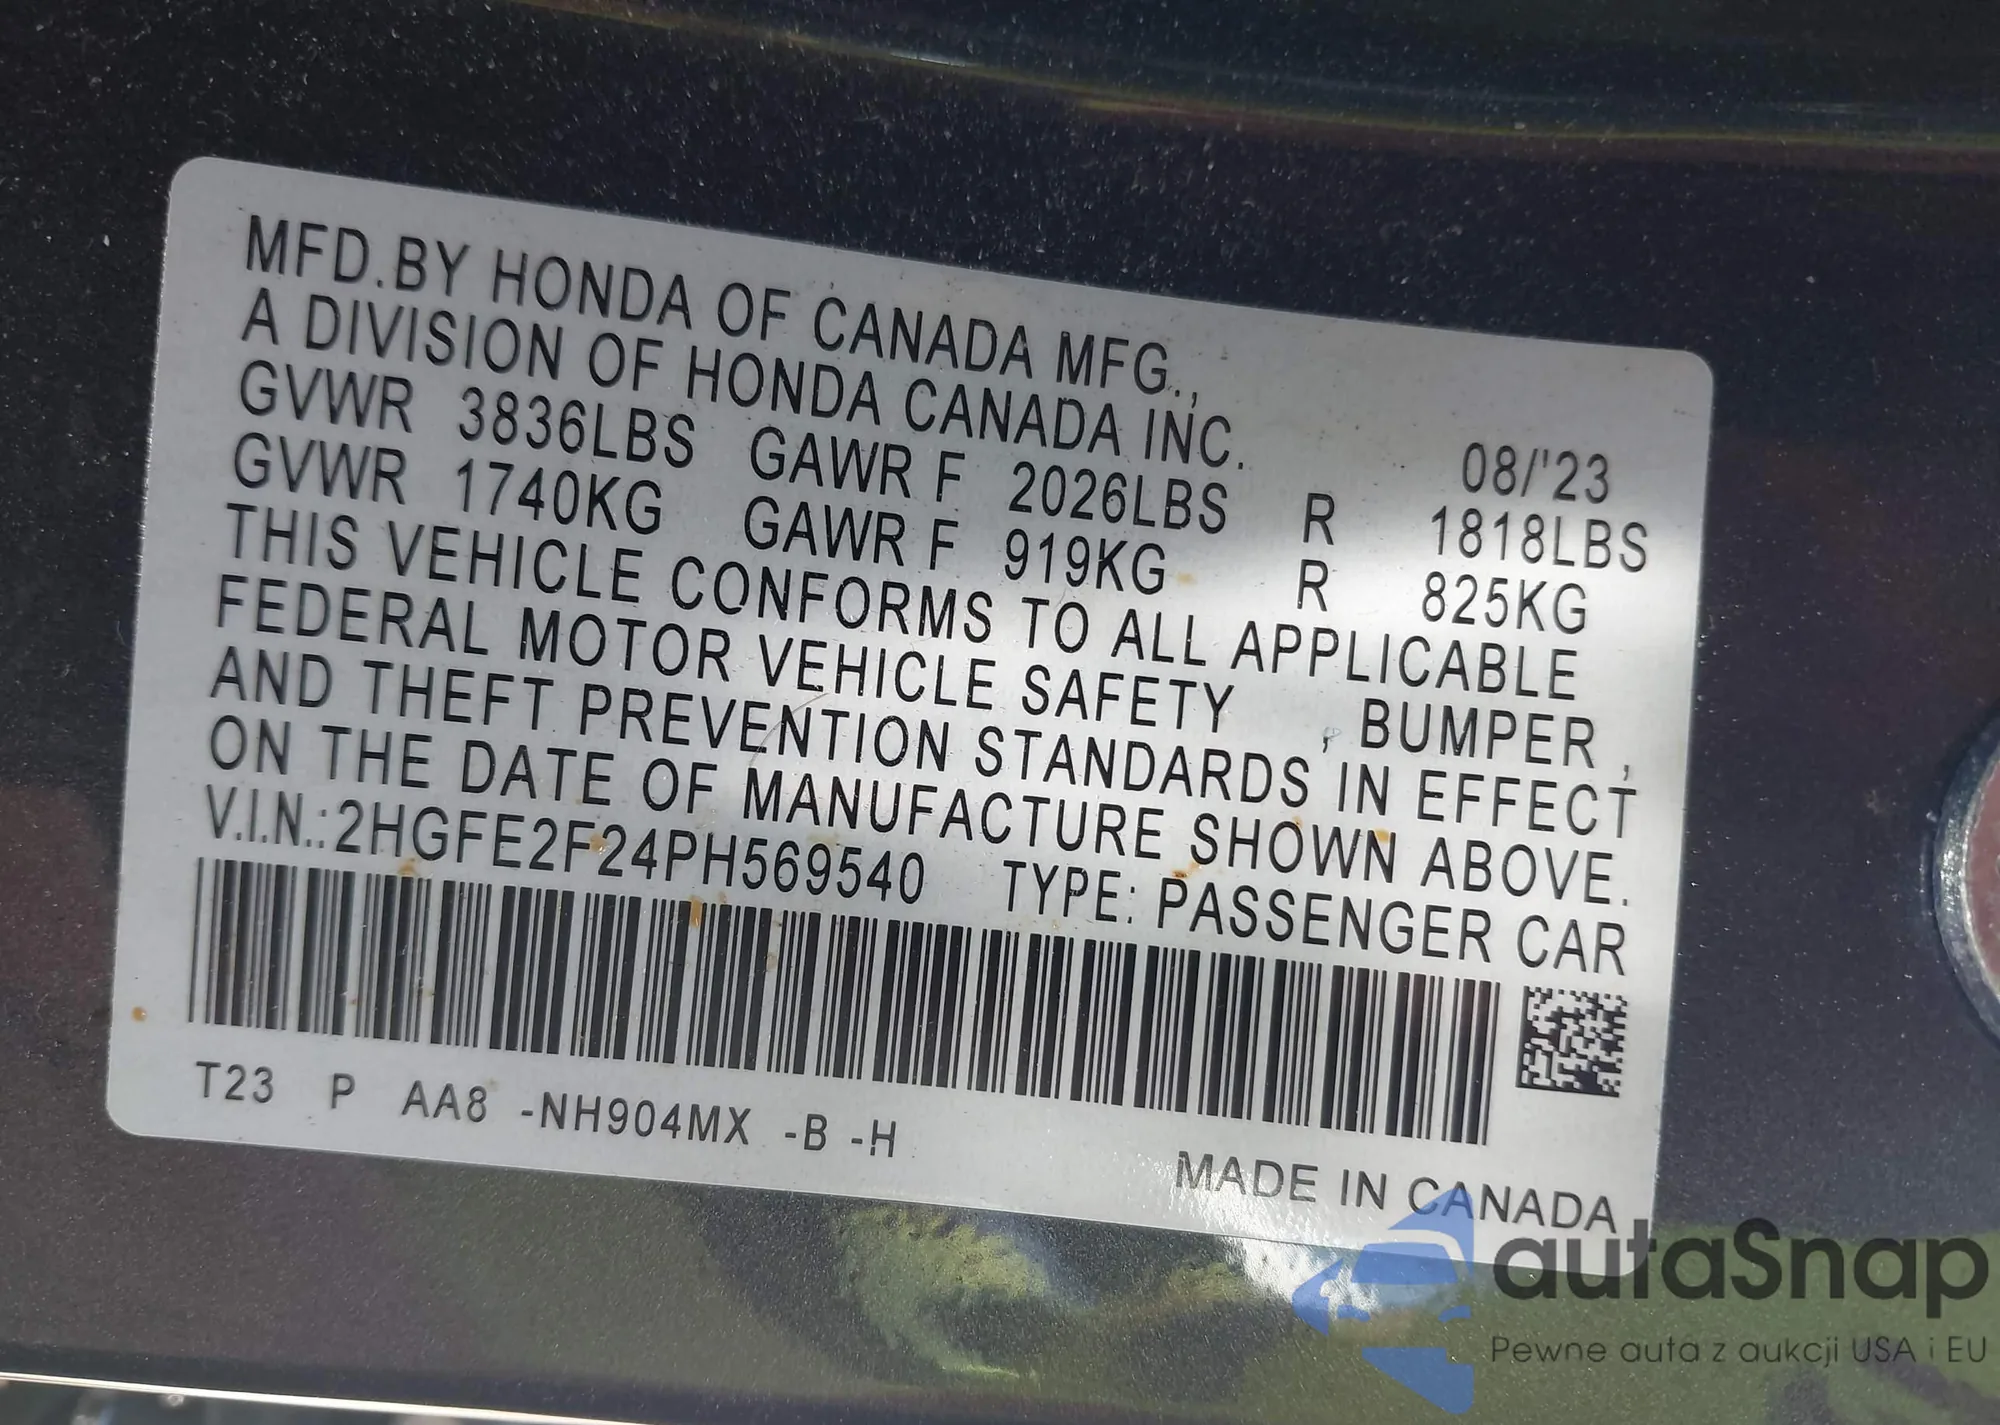 MFD.BY HONDA OF CANADA MFG.,
A DIVISION OF HONDA CANADA INC. 08/'23
GVWR 3836LBS GAWR F 2026LBS R 1818LBS
GVWR 1740KG GAWR F 919KG R 825KG
THIS VEHICLE CONFORMS TO ALL APPLICABLE
FEDERAL MOTOR VEHICLE SAFETY , BUMPER ,
AND THEFT PREVENTION STANDARDS IN EFFECT
ON THE DATE OF MANUFACTURE SHOWN ABOVE.
V.I.N.:2HGFE2F24PH569540 TYPE: PASSENGER CAR
T23 P AA8 -NH904MX -B -H
MADE IN CANADA
autaSnap
Pewne auta z aukcji USA i EU